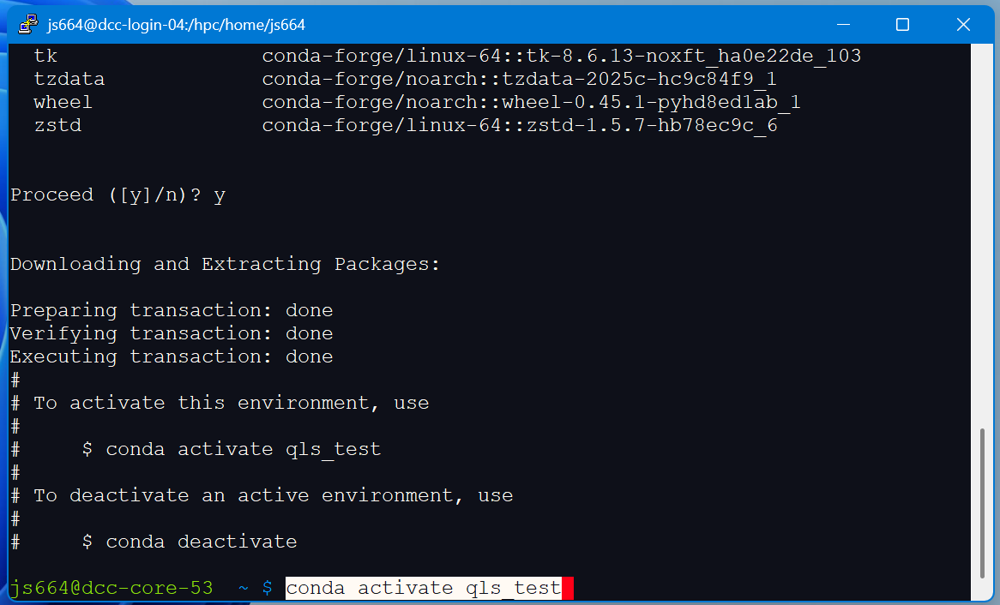 js664@dcc-login-04:/hpc/home/js664
tk conda-forge/linux-64::tk-8.6.13-noxft_ha0e22de_103
tzdata conda-forge/noarch::tzdata-2025c-hc9c84f9_1
wheel conda-forge/noarch::wheel-0.45.1-pyhd8ed1ab_1
zstd conda-forge/linux-64::zstd-1.5.7-hb78ec9c_6
Proceed ([y]/n)? y
Downloading and Extracting Packages:
Preparing transaction: done
Verifying transaction: done
Executing transaction: done
#
# To activate this environment, use
#
#     $ conda activate qls_test
#
# To deactivate an active environment, use
#
#     $ conda deactivate
js664@dcc-core-53  ~ $ conda activate qls_test